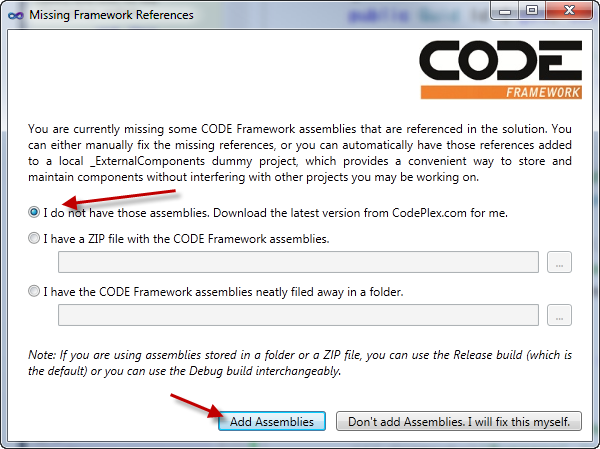 Missing Framework References
CODE
FRAMEWORK
You are currently missing some CODE Framework assemblies that are referenced in the solution. You
can either manually fix the missing references, or you can automatically have those references added
to a local _ExternalComponents dummy project, which provides a convenient way to store and
maintain components without interfering with other projects you may be working on.
I do not have those assemblies. Download the latest version from CodePlex.com for me.
I have a ZIP file with the CODE Framework assemblies.
...
I have the CODE Framework assemblies neatly filed away in a folder.
...
Note: If you are using assemblies stored in a folder or a ZIP file, you can use the Release build (which is
the default) or you can use the Debug build interchangeably.
Add Assemblies
Don't add Assemblies. I will fix this myself.